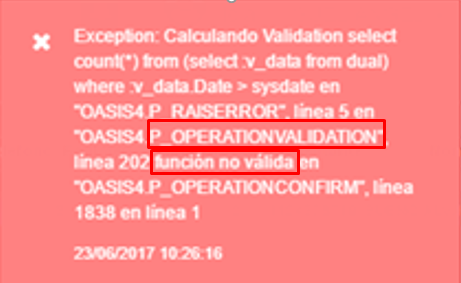 Exception: Calculando Validation select
count(*) from (select :v_data from dual)
where :v_data.Date > sysdate en
"OASIS4.P_RAISERROR", línea 5 en
"OASIS4.P_OPERATIONVALIDATION",
línea 202 función no válida en
"OASIS4.P_OPERATIONCONFIRM", línea
1838 en línea 1
23/06/2017 10:26:16